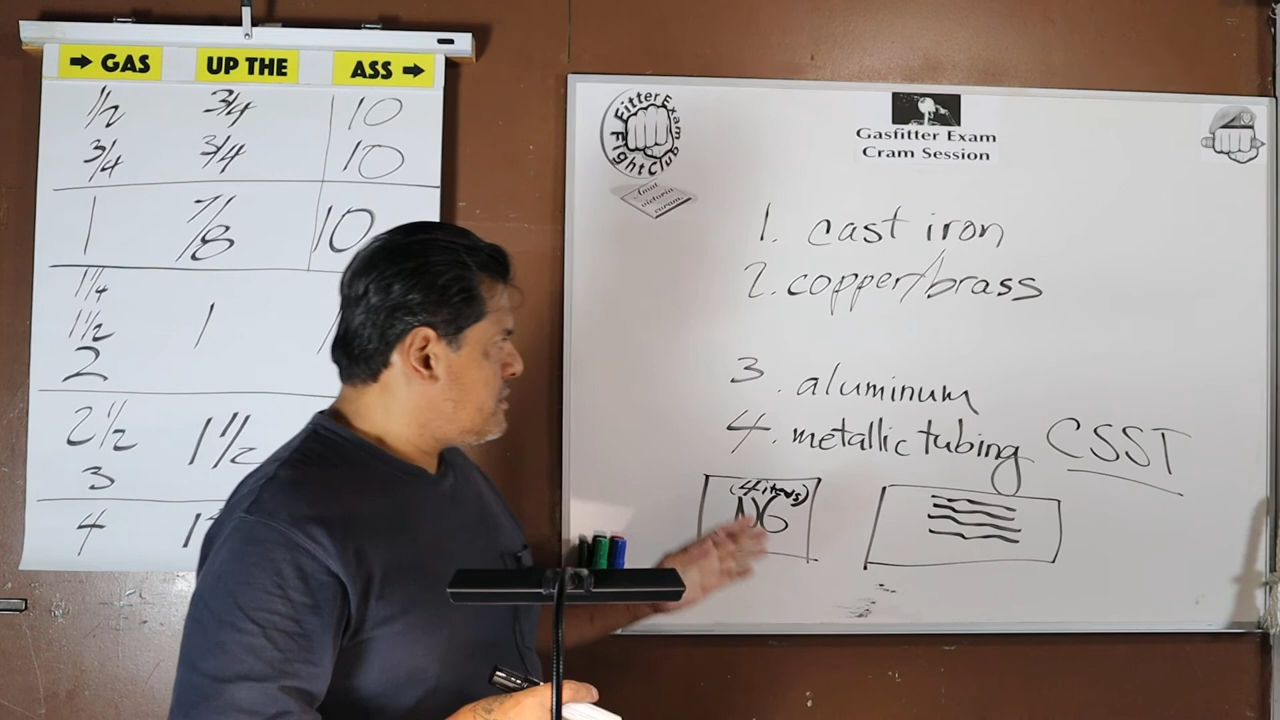 → GAS UP THE ASS →
1/2 3/4 10
3/4 3/4 10
1 7/8 10
1 1/4
1 1/2 1
2
2 1/2 1 1/2
3
4
Fitter Exam
Fight Club
Amat
victoria
curam.
Gasfitter Exam
Cram Session
1. cast iron
2. copper/brass
3. aluminum
4. metallic tubing CSST
(4 items)
NG